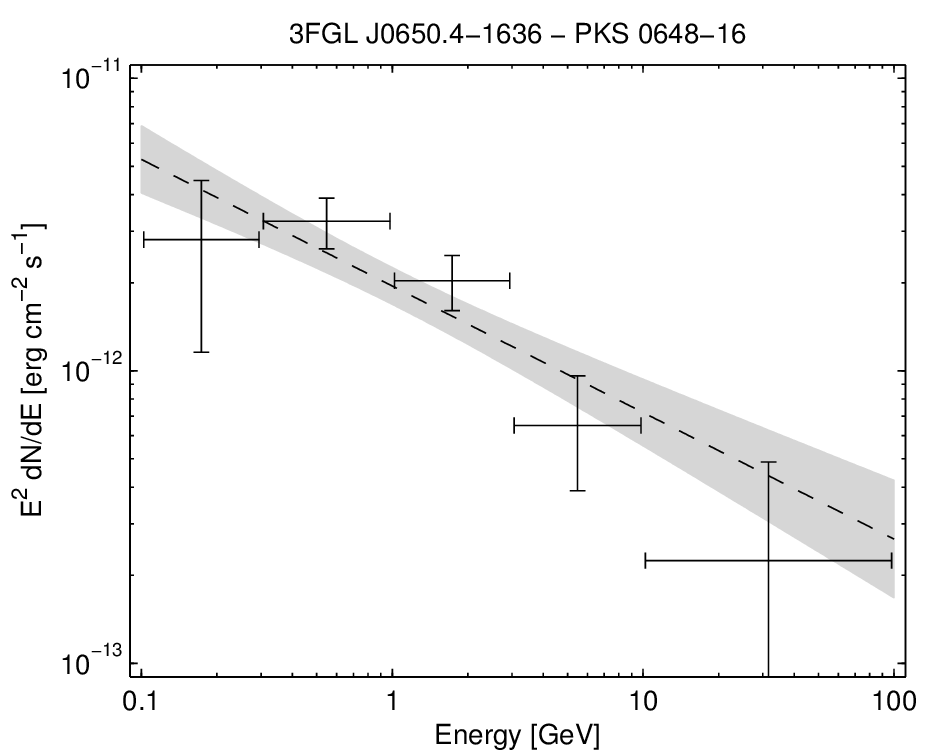 3FGL J0650.4−1636 − PKS 0648−16
10⁻¹¹
10⁻¹²
10⁻¹³
E² dN/dE [erg cm⁻² s⁻¹]
0.1 1 10 100
Energy [GeV]